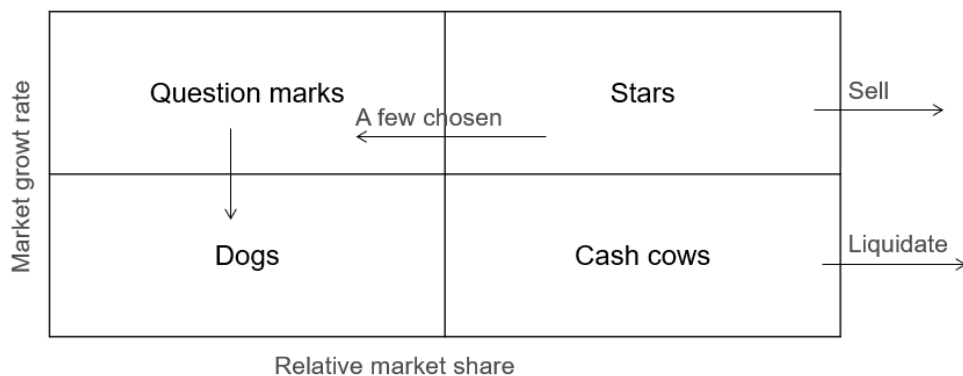 Question marks
Stars
Sell
A few chosen
Market growt rate
Dogs
Cash cows
Liquidate
Relative market share